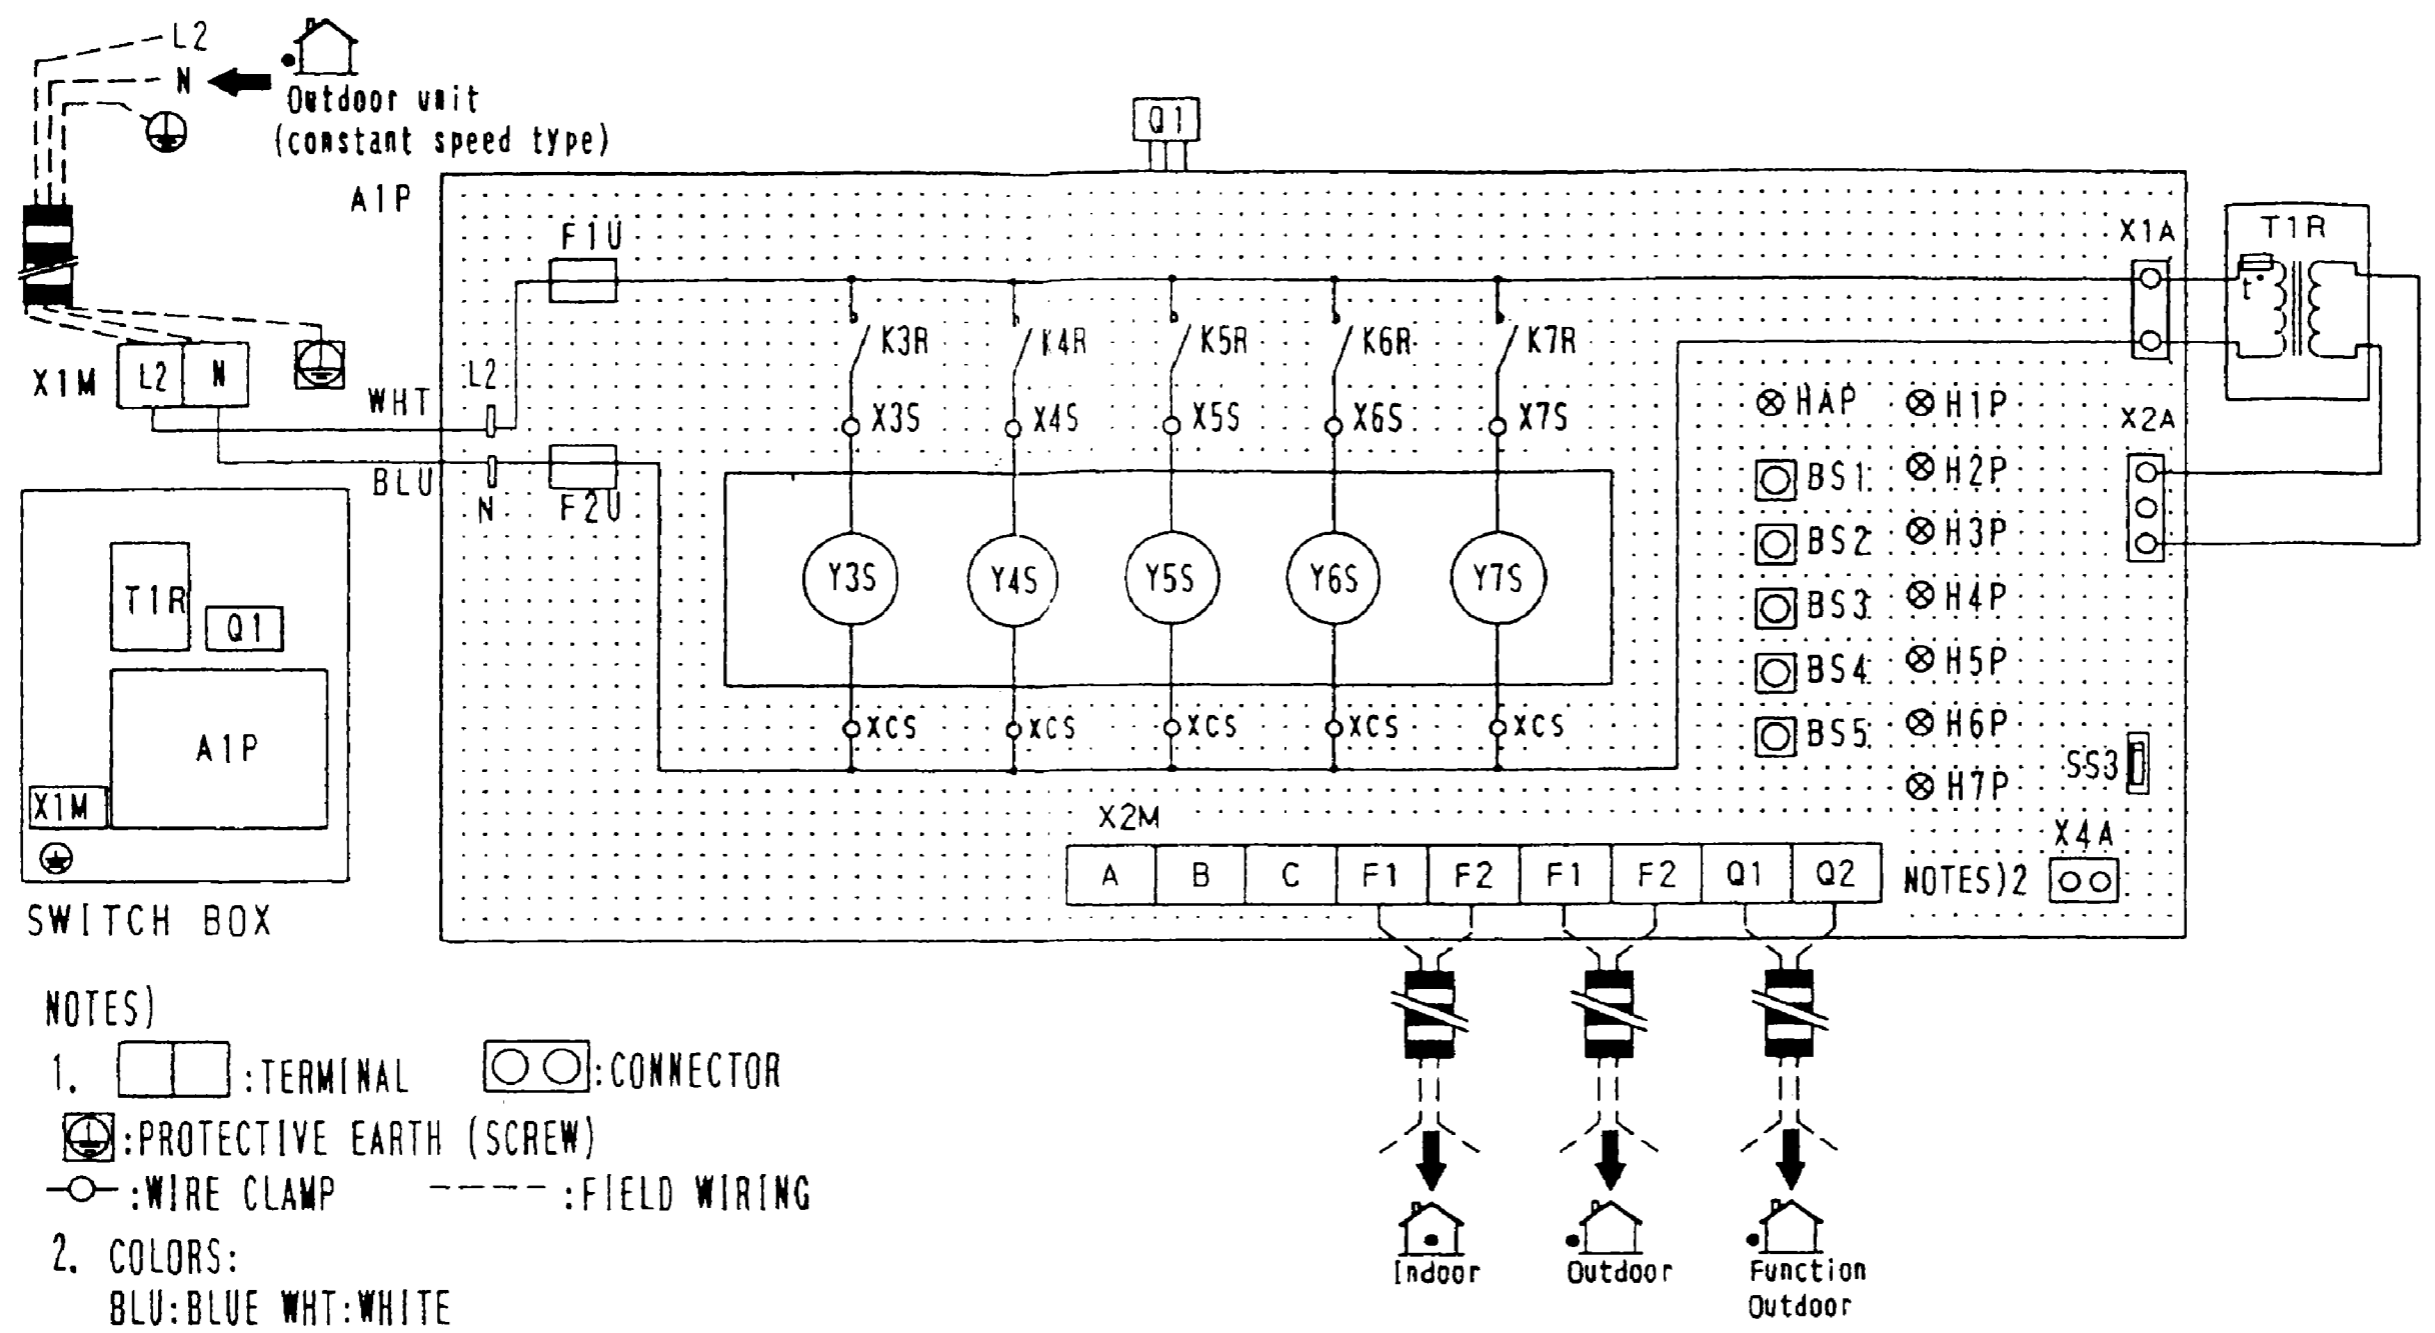 L2
N
Outdoor unit
(constant speed type)
Q1
A1P
F1U
X1A
T1R
t°
K3R K4R K5R K6R K7R
X1M L2 N
WHT L2
X3S X4S X5S X6S X7S
HAP H1P
X2A
BLU
N
F2U
BS1 H2P
BS2 H3P
Y3S Y4S Y5S Y6S Y7S
BS3 H4P
BS4 H5P
BS5 H6P
H7P
XCS XCS XCS XCS XCS
SS3
T1R
Q1
A1P
X1M
SWITCH BOX
X2M
A B C F1 F2 F1 F2 Q1 Q2
NOTES)2
X4A
Indoor
Outdoor
Function
Outdoor
NOTES)
1. :TERMINAL :CONNECTOR
:PROTECTIVE EARTH (SCREW)
:WIRE CLAMP :FIELD WIRING
2. COLORS:
BLU:BLUE WHT:WHITE